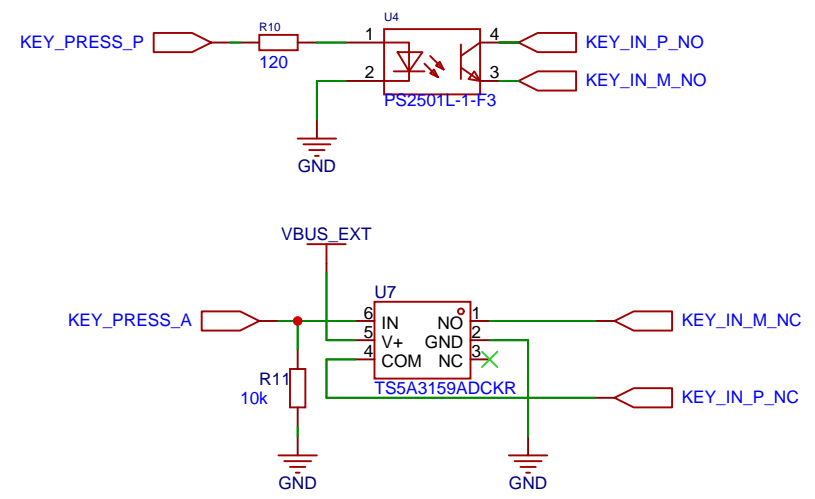 U4
R10
KEY_PRESS_P
1
4
KEY_IN_P_NO
120
2
3
KEY_IN_M_NO
PS2501L-1-F3
GND
VBUS_EXT
U7
KEY_PRESS_A
6
IN
NO
1
KEY_IN_M_NC
5
V+
GND
2
4
COM
NC
3
R11
10k
TS5A3159ADCKR
KEY_IN_P_NC
GND
GND